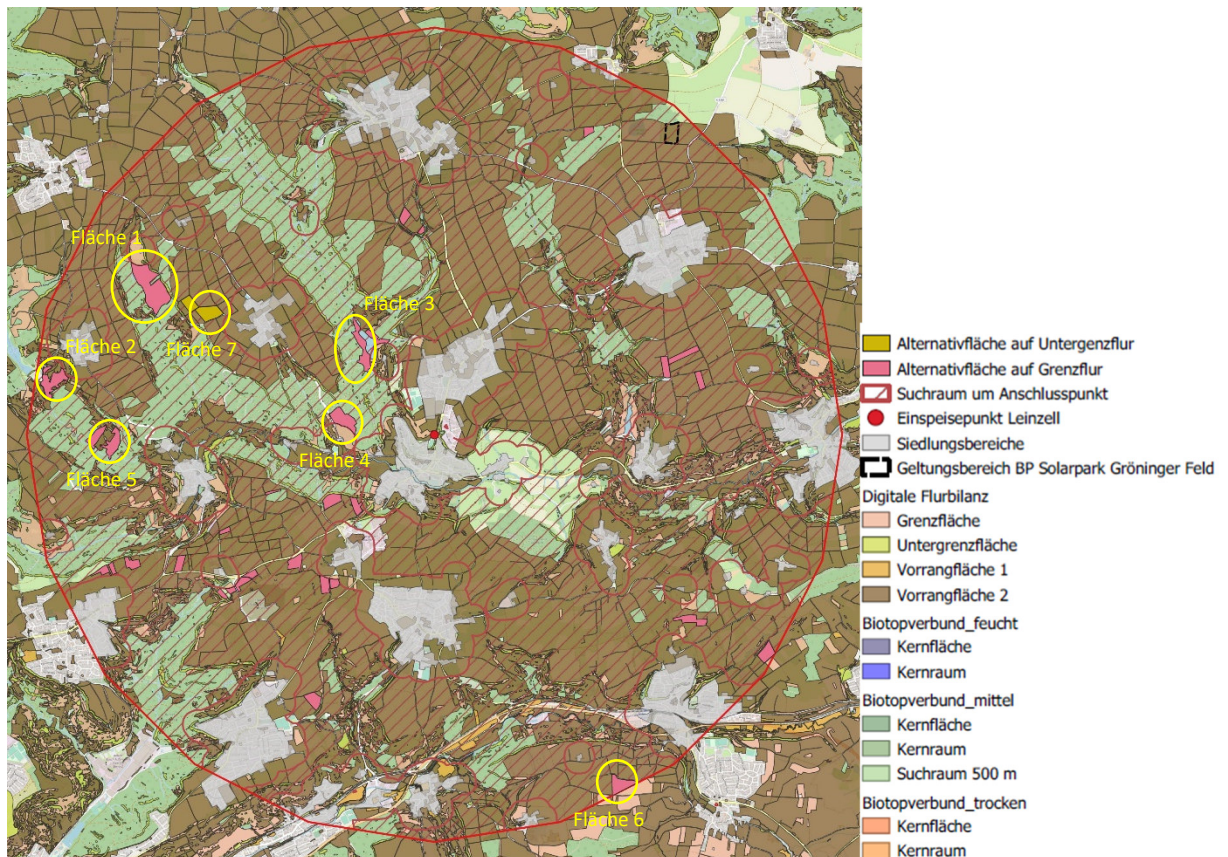 Fläche 1
Fläche 3
Fläche 2
Fläche 7
Fläche 4
Fläche 5
Fläche 6
Alternativfläche auf Untergenzflur
Alternativfläche auf Grenzflur
Suchraum um Anschlusspunkt
Einspeisepunkt Leinzell
Siedlungsbereiche
Geltungsbereich BP Solarpark Gröninger Feld
Digitale Flurbilanz
Grenzfläche
Untergrenzfläche
Vorrangfläche 1
Vorrangfläche 2
Biotopverbund_feucht
Kernfläche
Kernraum
Biotopverbund_mittel
Kernfläche
Kernraum
Suchraum 500 m
Biotopverbund_trocken
Kernfläche
Kernraum